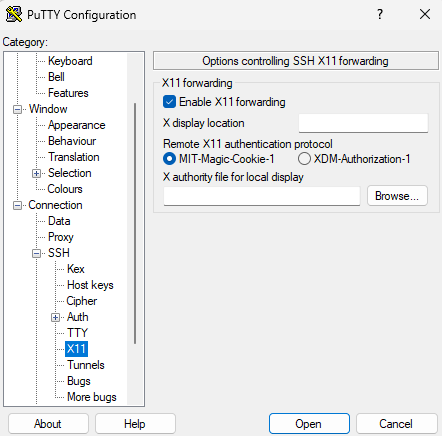 PuTTY Configuration
?
Category:
Keyboard
Bell
Features
Window
Appearance
Behaviour
Translation
Selection
Colours
Connection
Data
Proxy
SSH
Kex
Host keys
Cipher
Auth
TTY
X11
Tunnels
Bugs
More bugs
Options controlling SSH X11 forwarding
X11 forwarding
Enable X11 forwarding
X display location
Remote X11 authentication protocol
MIT-Magic-Cookie-1 XDM-Authorization-1
X authority file for local display
Browse...
About Help Open Cancel